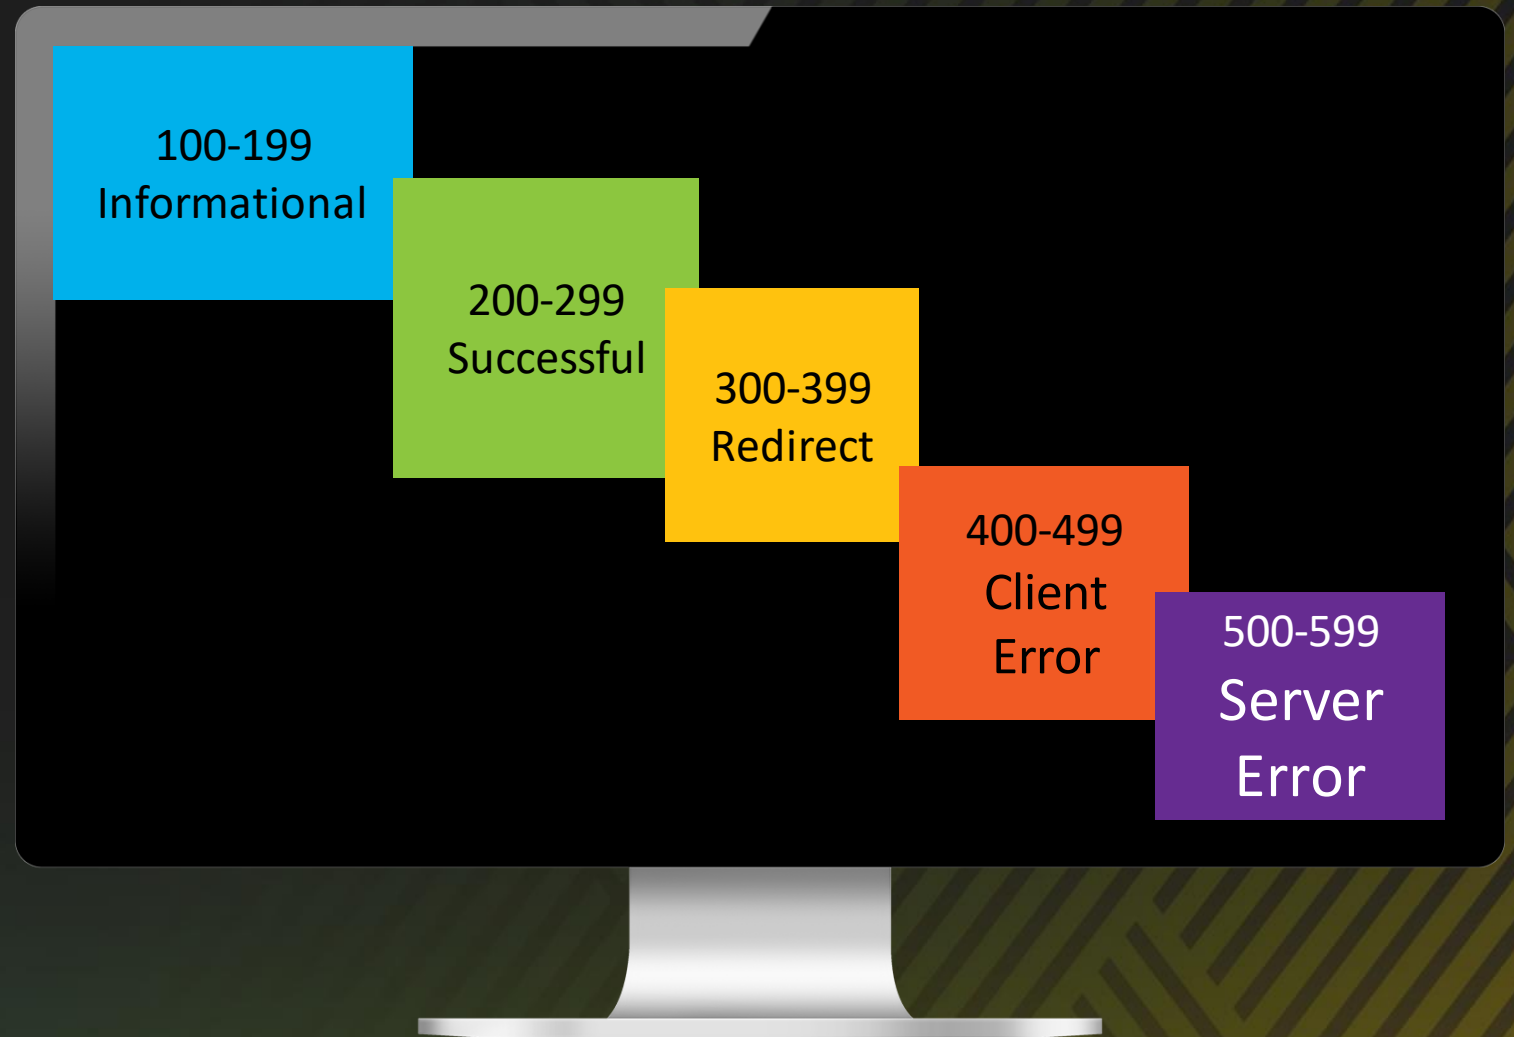 100-199
Informational
200-299
Successful
300-399
Redirect
400-499
Client
Error
500-599
Server
Error